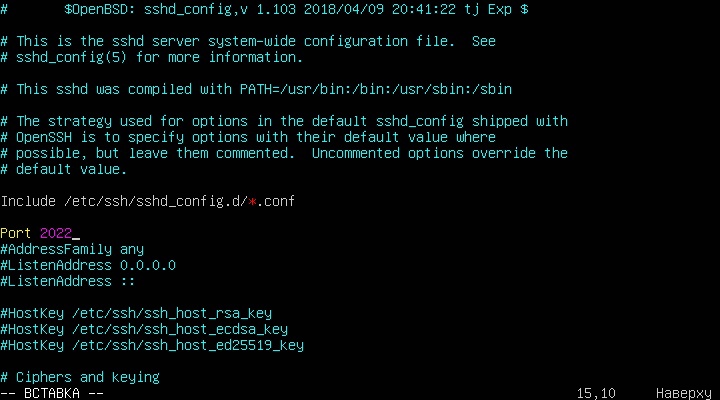 #       $OpenBSD: sshd_config,v 1.103 2018/04/09 20:41:22 tj Exp $
# This is the sshd server system-wide configuration file.  See
# sshd_config(5) for more information.
# This sshd was compiled with PATH=/usr/bin:/bin:/usr/sbin:/sbin
# The strategy used for options in the default sshd_config shipped with
# OpenSSH is to specify options with their default value where
# possible, but leave them commented.  Uncommented options override the
# default value.
Include /etc/ssh/sshd_config.d/*.conf
Port 2022
#AddressFamily any
#ListenAddress 0.0.0.0
#ListenAddress ::
#HostKey /etc/ssh/ssh_host_rsa_key
#HostKey /etc/ssh/ssh_host_ecdsa_key
#HostKey /etc/ssh/ssh_host_ed25519_key
# Ciphers and keying
-- ВСТАВКА --                                                 15,10     Наверху